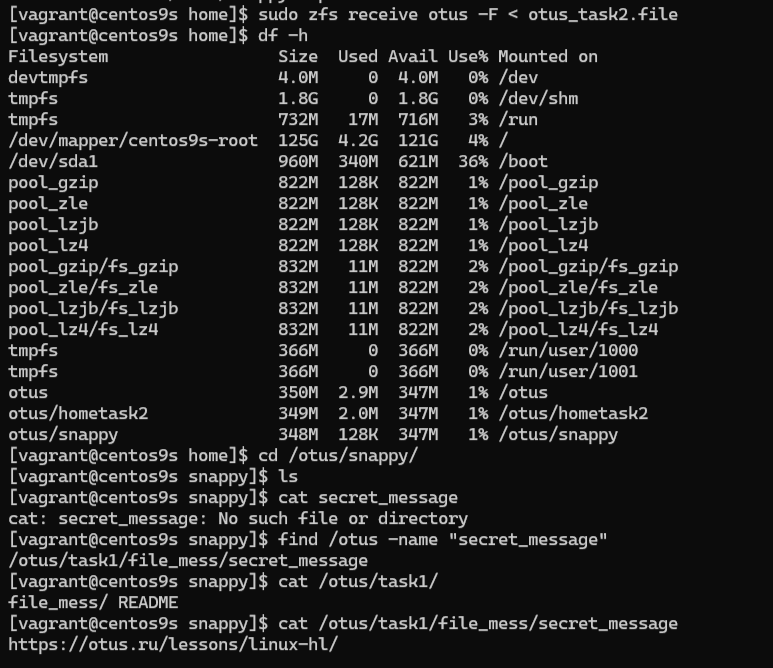 [vagrant@centos9s home]$ sudo zfs receive otus -F < otus_task2.file
[vagrant@centos9s home]$ df -h
Filesystem                 Size  Used Avail Use% Mounted on
devtmpfs                   4.0M     0  4.0M   0% /dev
tmpfs                      1.8G     0  1.8G   0% /dev/shm
tmpfs                      732M   17M  716M   3% /run
/dev/mapper/centos9s-root  125G  4.2G  121G   4% /
/dev/sda1                  960M  340M  621M  36% /boot
pool_gzip                  822M  128K  822M   1% /pool_gzip
pool_zle                   822M  128K  822M   1% /pool_zle
pool_lzjb                  822M  128K  822M   1% /pool_lzjb
pool_lz4                   822M  128K  822M   1% /pool_lz4
pool_gzip/fs_gzip          832M   11M  822M   2% /pool_gzip/fs_gzip
pool_zle/fs_zle            832M   11M  822M   2% /pool_zle/fs_zle
pool_lzjb/fs_lzjb          832M   11M  822M   2% /pool_lzjb/fs_lzjb
pool_lz4/fs_lz4            832M   11M  822M   2% /pool_lz4/fs_lz4
tmpfs                      366M     0  366M   0% /run/user/1000
tmpfs                      366M     0  366M   0% /run/user/1001
otus                       350M  2.9M  347M   1% /otus
otus/hometask2             349M  2.0M  347M   1% /otus/hometask2
otus/snappy                348M  128K  347M   1% /otus/snappy
[vagrant@centos9s home]$ cd /otus/snappy/
[vagrant@centos9s snappy]$ ls
[vagrant@centos9s snappy]$ cat secret_message
cat: secret_message: No such file or directory
[vagrant@centos9s snappy]$ find /otus -name "secret_message"
/otus/task1/file_mess/secret_message
[vagrant@centos9s snappy]$ cat /otus/task1/
file_mess/ README
[vagrant@centos9s snappy]$ cat /otus/task1/file_mess/secret_message
https://otus.ru/lessons/linux-hl/